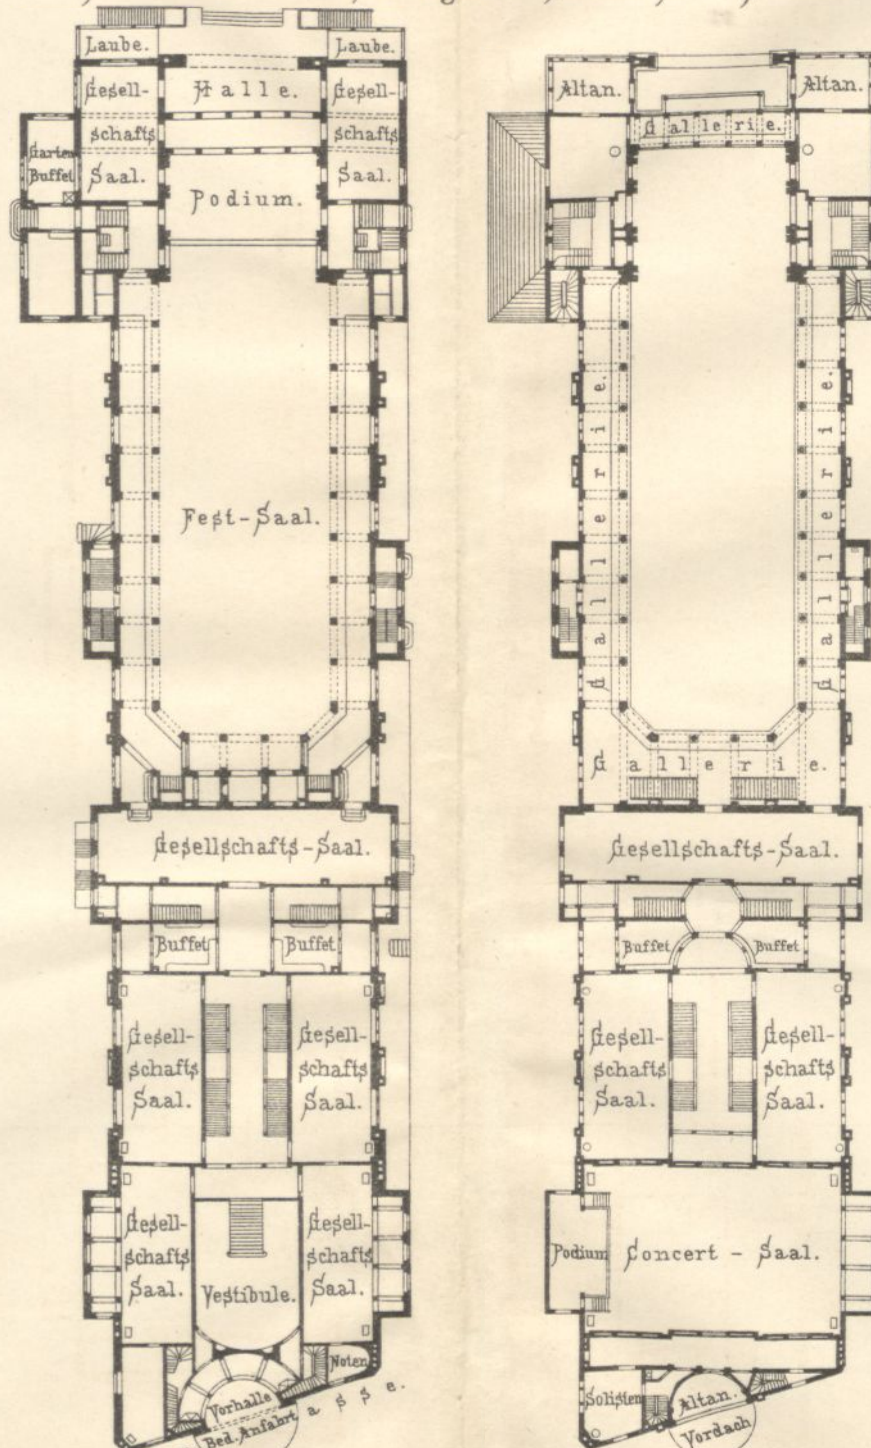 Laube.
Laube.
Gesell-
schafts
Saal.
Halle.
Gesell-
schafts
Saal.
Garten
Buffet
Podium.
Fest-Saal.
Gesellschafts-Saal.
Buffet
Buffet
Gesell-
schafts
Saal.
Gesell-
schafts
Saal.
Gesell-
schafts
Saal.
Gesell-
schafts
Saal.
Vestibule.
Noten
Vorhalle
Bed. Anfahrt
asse.
Altan.
Altan.
Gallerie.
Gallerie.
Gallerie.
Gallerie.
Gesellschafts-Saal.
Buffet
Buffet
Gesell-
schafts
Saal.
Gesell-
schafts
Saal.
Podium
Concert - Saal.
Solisten
Altan.
Vordach